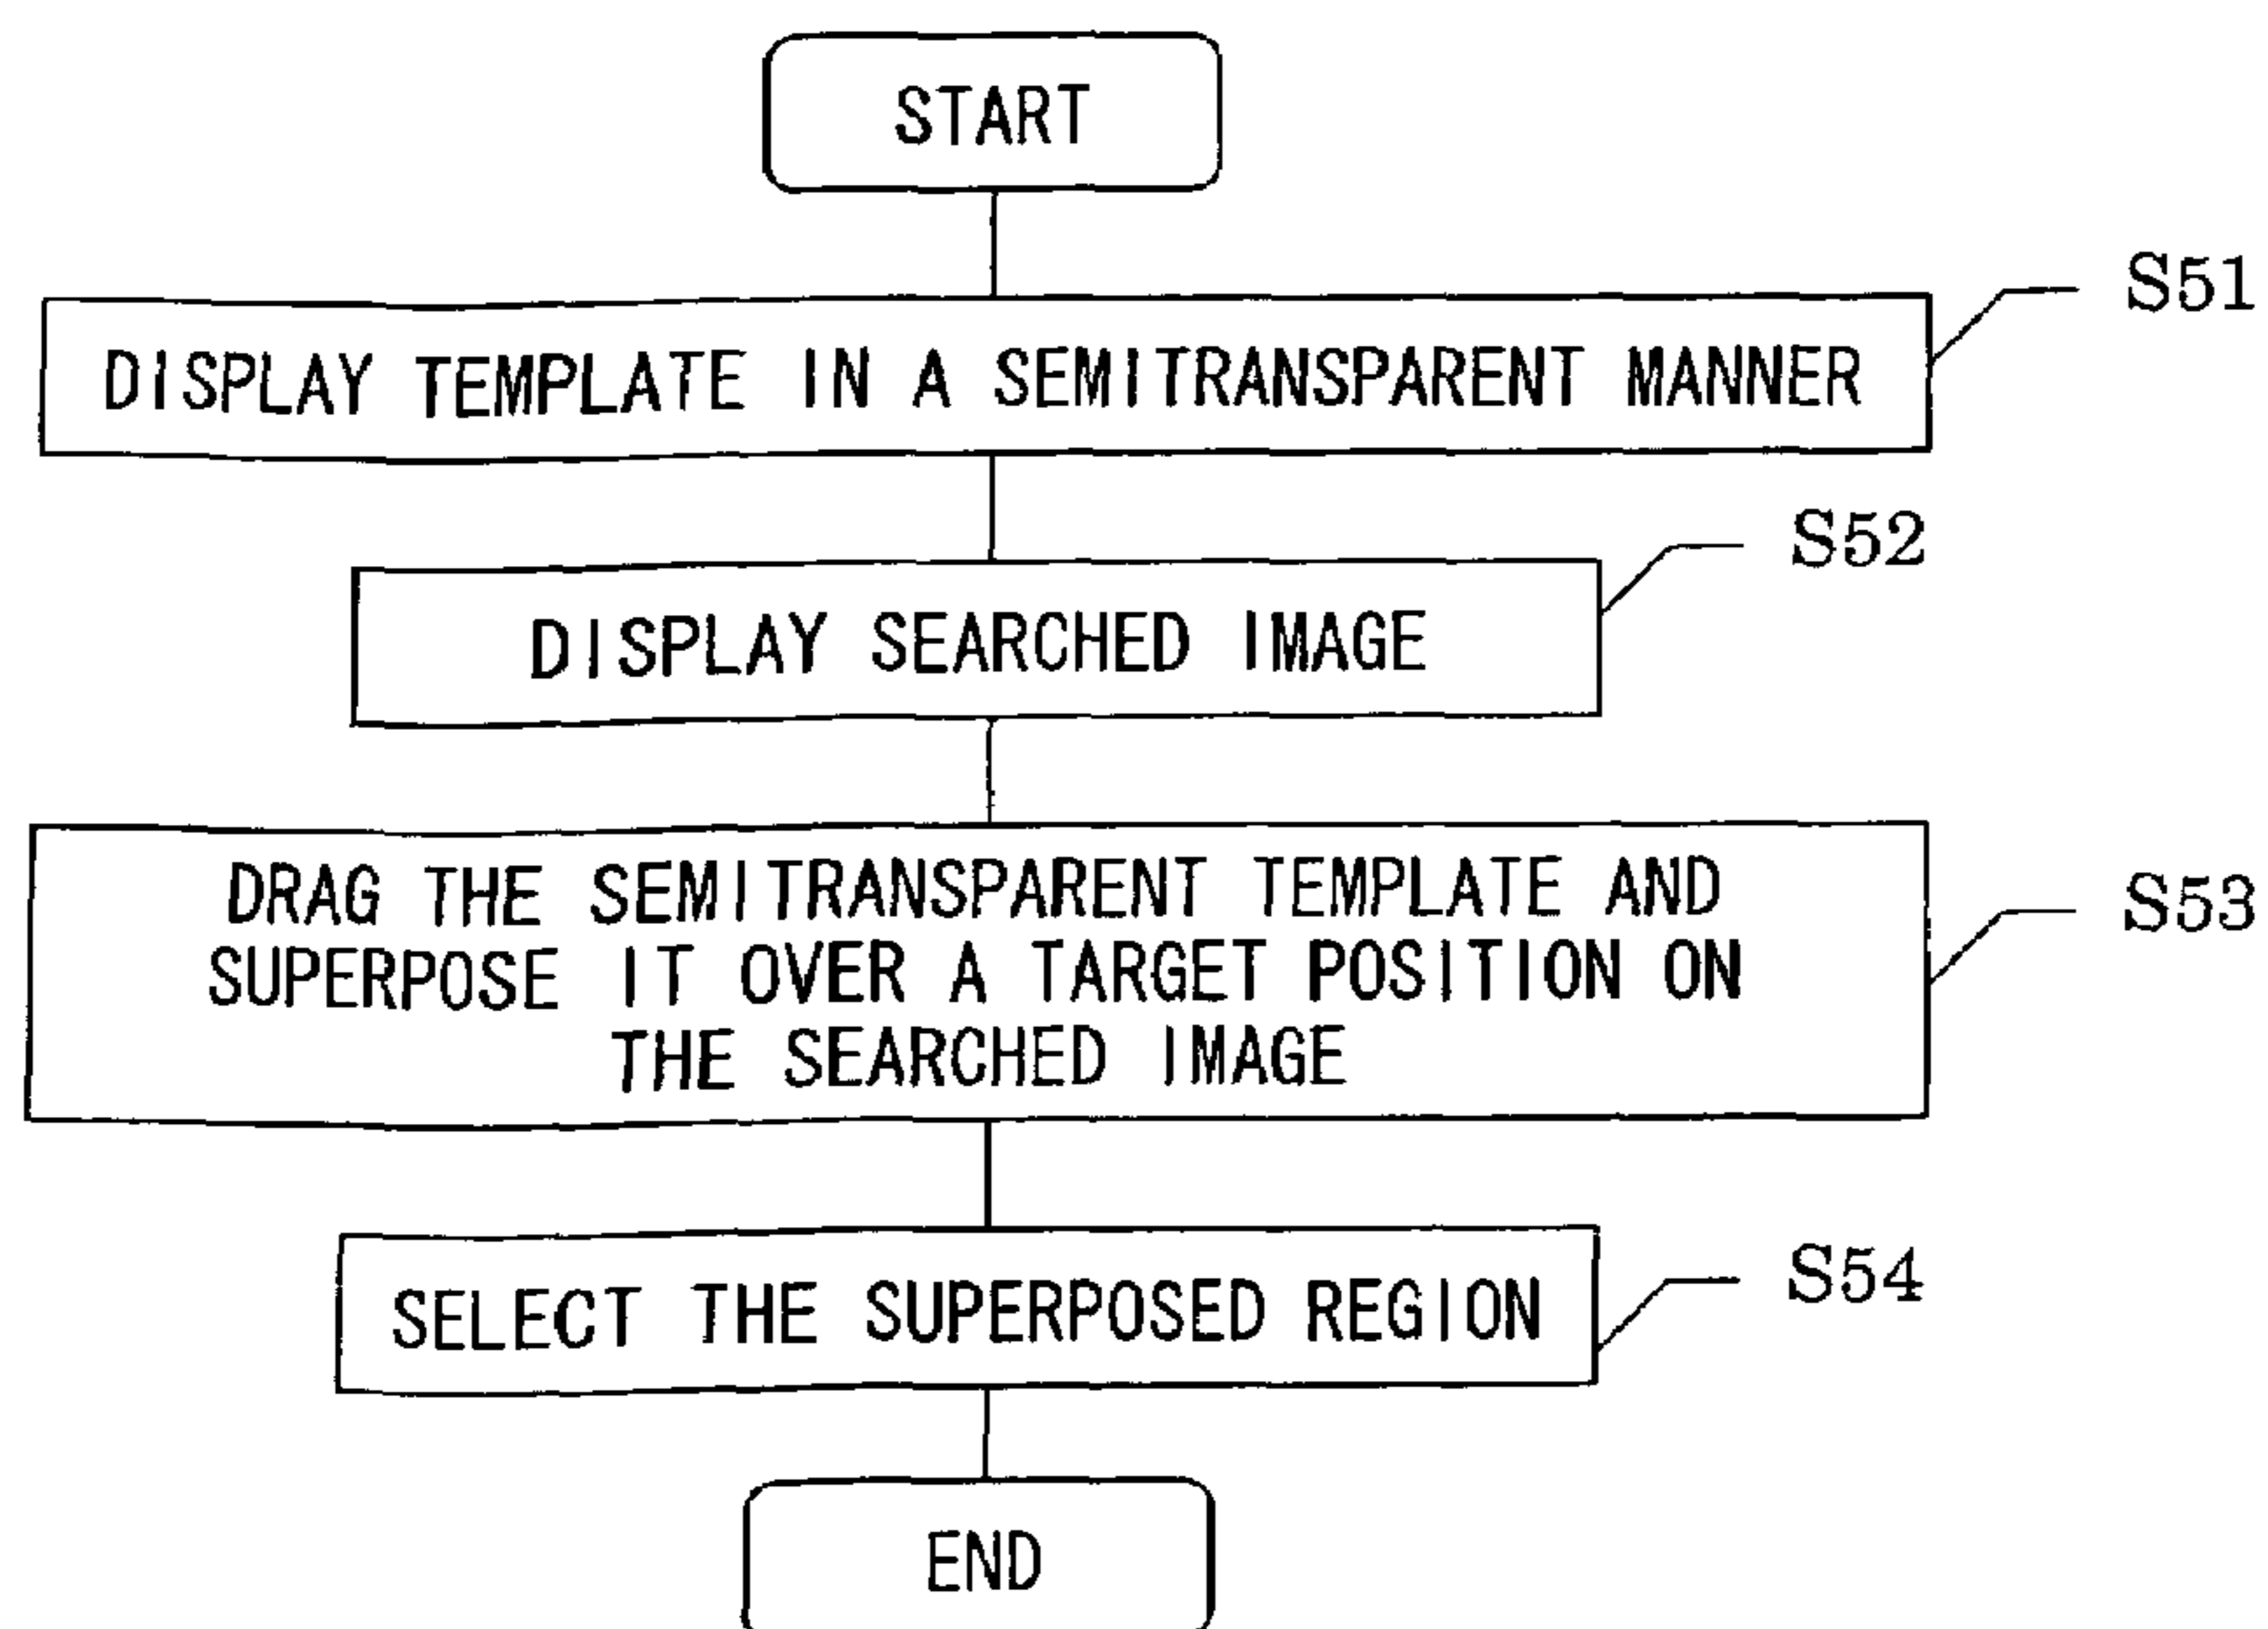 START
S51
DISPLAY TEMPLATE IN A SEMITRANSPARENT MANNER
S52
DISPLAY SEARCHED IMAGE
DRAG THE SEMITRANSPARENT TEMPLATE AND
SUPERPOSE IT OVER A TARGET POSITION ON
THE SEARCHED IMAGE
S53
SELECT THE SUPERPOSED REGION
S54
END